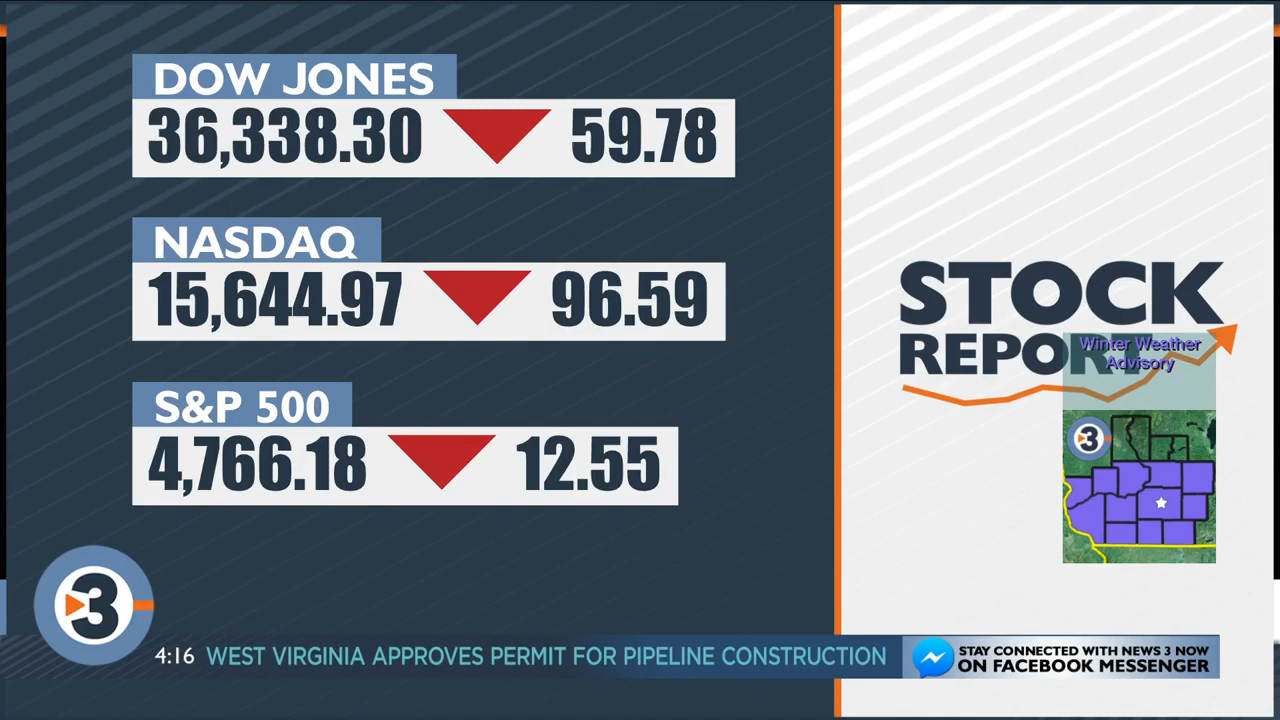 DOW JONES
36,338.30 59.78
NASDAQ
15,644.97 96.59
S&P 500
4,766.18 12.55
STOCK
REPORT
Winter Weather
Advisory
3
3
4:16 WEST VIRGINIA APPROVES PERMIT FOR PIPELINE CONSTRUCTION
STAY CONNECTED WITH NEWS 3 NOW
ON FACEBOOK MESSENGER